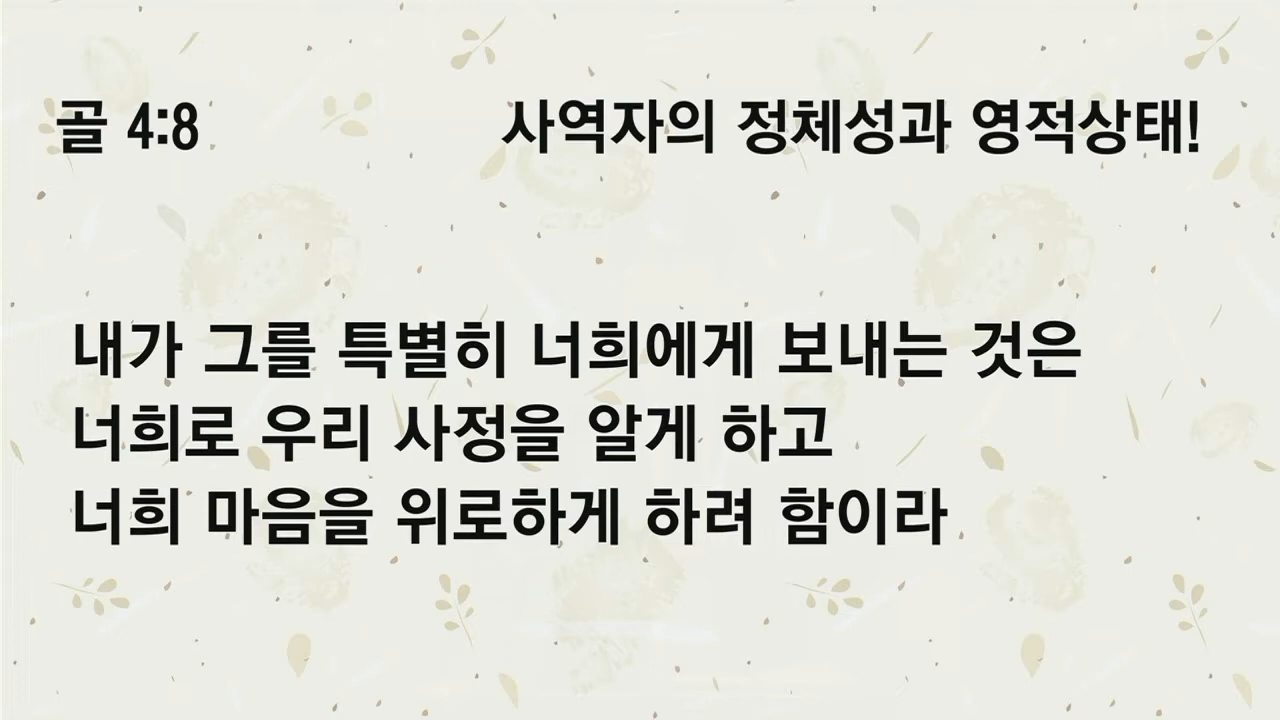 골 4:8 사역자의 정체성과 영적상태!
내가 그를 특별히 너희에게 보내는 것은
너희로 우리 사정을 알게 하고
너희 마음을 위로하게 하려 함이라